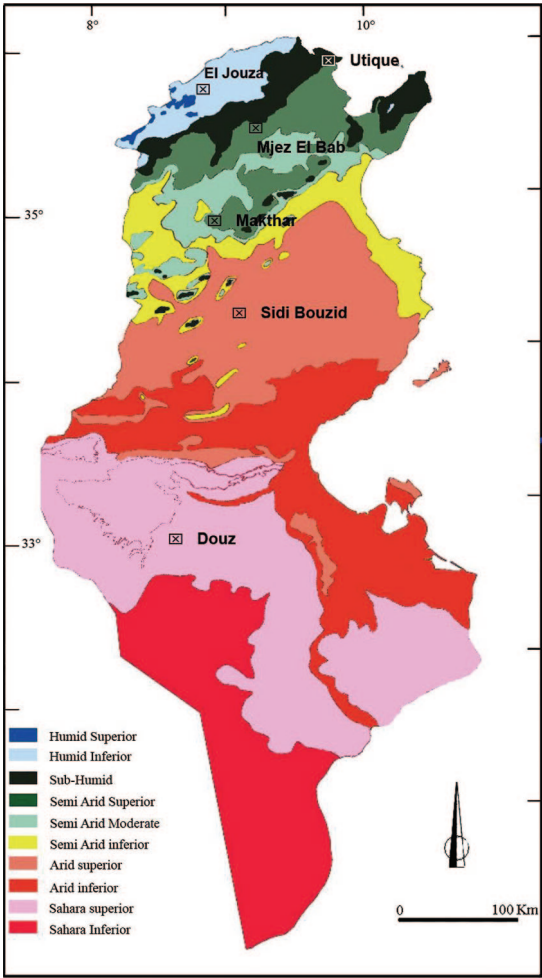 8°
10°
El Jouza
Utique
Mjez El Bab
35°
Makthar
Sidi Bouzid
33°
Douz
Humid Superior
Humid Inferior
Sub-Humid
Semi Arid Superior
Semi Arid Moderate
Semi Arid inferior
Arid superior
Arid inferior
Sahara superior
Sahara Inferior
0
100 Km